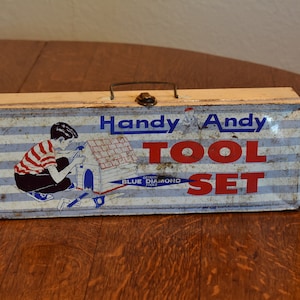 Handy Andy
TOOL
BLUE DIAMOND
SET